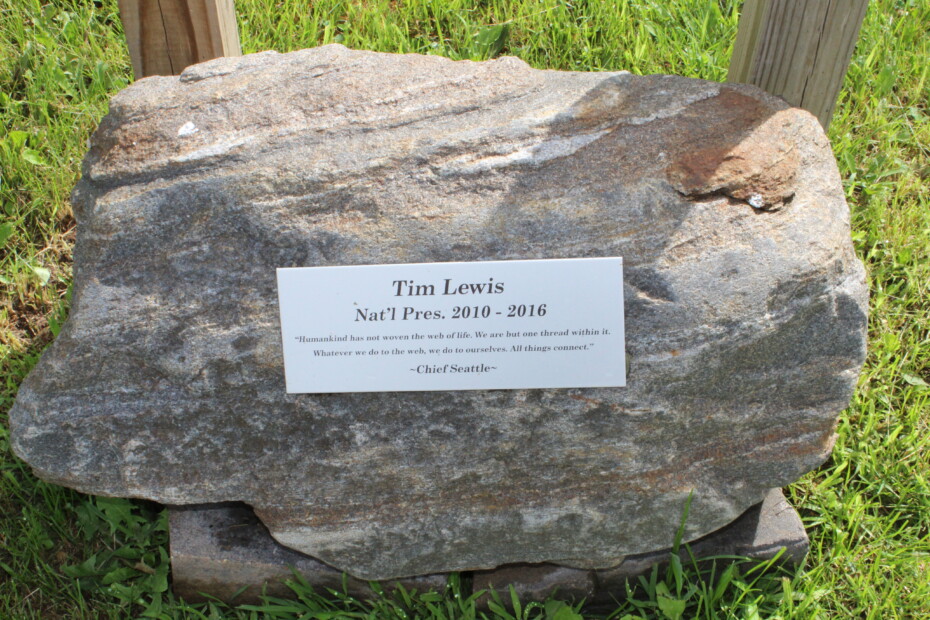 Tim Lewis
Nat'l Pres. 2010 - 2016
"Humankind has not woven the web of life. We are but one thread within it.
Whatever we do to the web, we do to ourselves. All things connect."
~Chief Seattle~